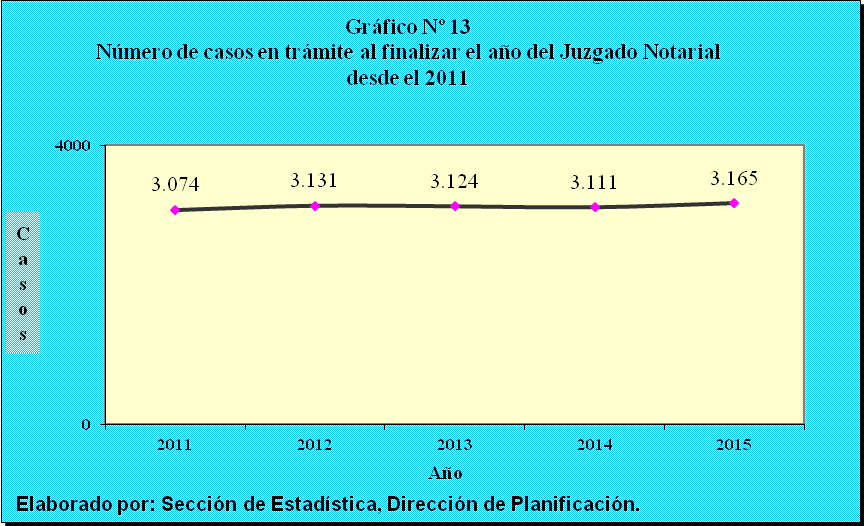 Gráfico Nº 13
Número de casos en trámite al finalizar el año del Juzgado Notarial
desde el 2011
4000
3.074 3.131 3.124 3.111 3.165
Casos
0
2011 2012 2013 2014 2015
Año
Elaborado por: Sección de Estadística, Dirección de Planificación.